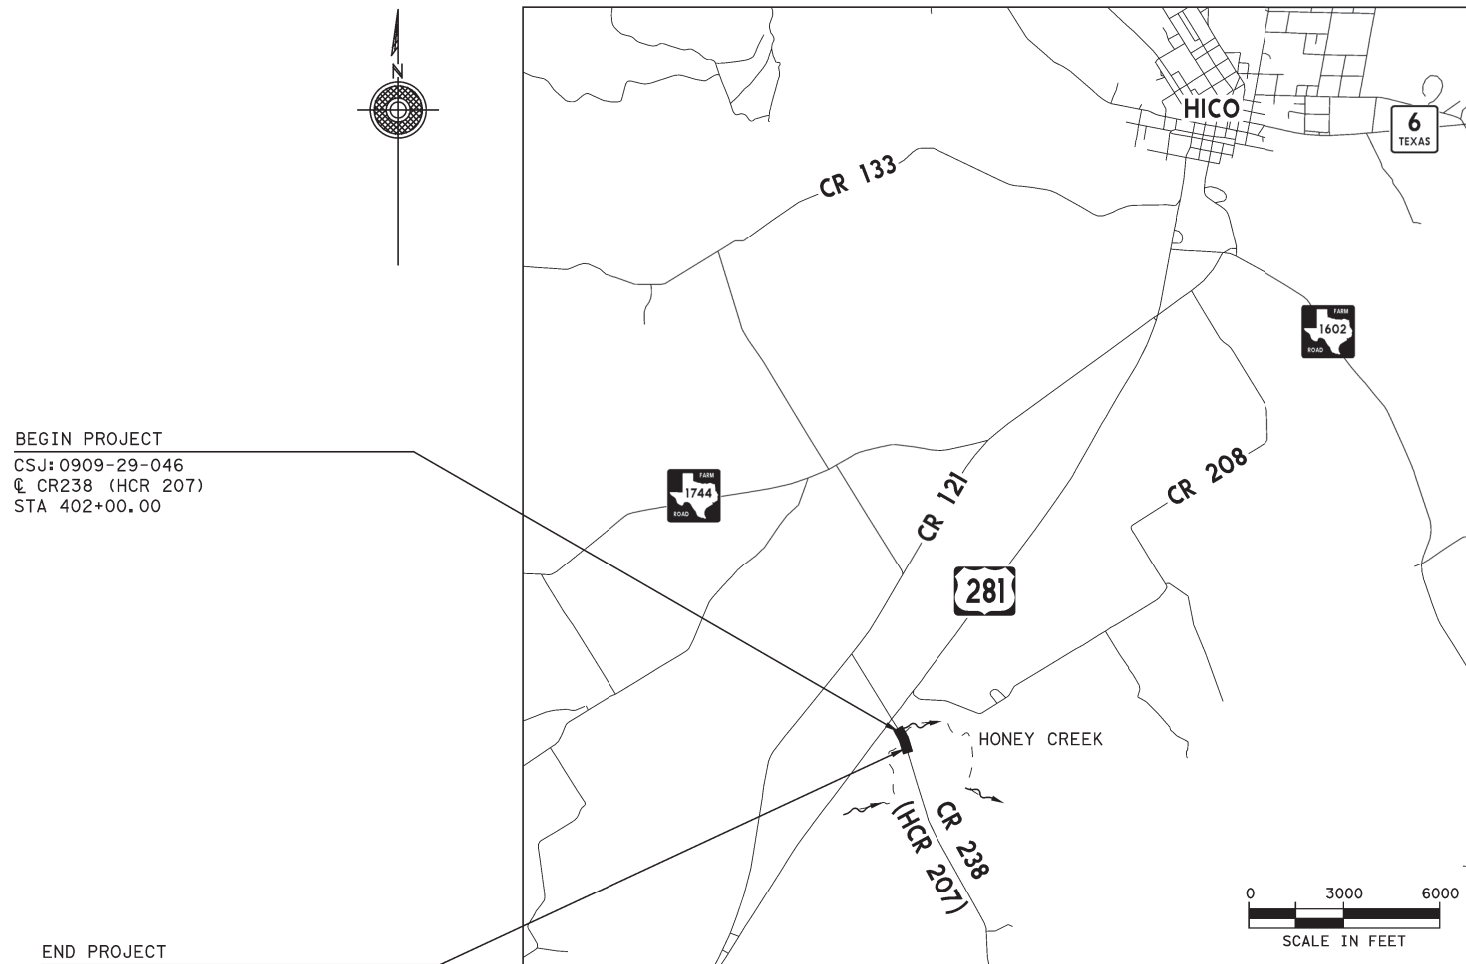 N
HICO
6
TEXAS
CR 133
FARM
1602
ROAD
BEGIN PROJECT
CSJ: 0909-29-046
℄ CR238 (HCR 207)
STA 402+00.00
FARM
1744
ROAD
CR 121
CR 208
281
HONEY CREEK
CR 238
(HCR 207)
0 3000 6000
SCALE IN FEET
END PROJECT